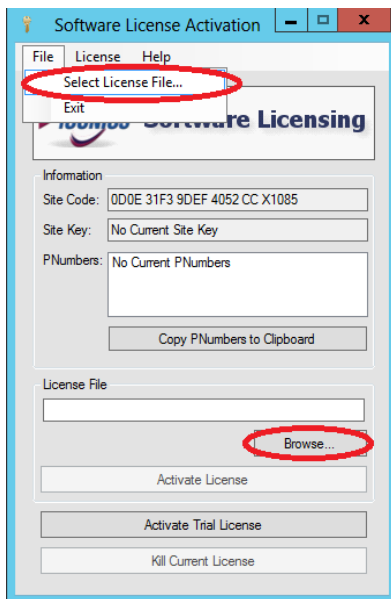 Software License Activation
File License Help
Select License File...
Exit
Software Licensing
Information
Site Code: 0D0E 31F3 9DEF 4052 CC X1085
Site Key: No Current Site Key
PNumbers: No Current PNumbers
Copy PNumbers to Clipboard
License File
Browse...
Activate License
Activate Trial License
Kill Current License